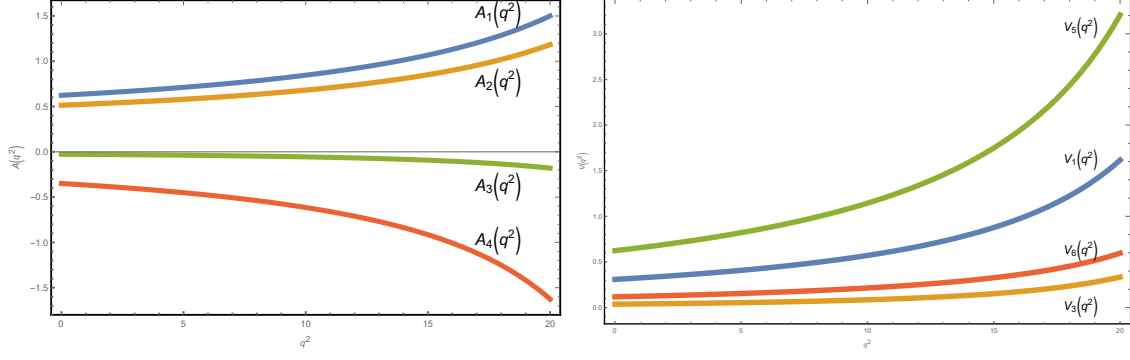 1.5
1.0
0.5
0.0
−0.5
−1.0
−1.5
A(q²)
A₁(q²)
A₂(q²)
A₃(q²)
A₄(q²)
0 5 10 15 20
q²
3.0
2.5
2.0
1.5
1.0
0.5
0.0
V(q²)
V₅(q²)
V₁(q²)
V₆(q²)
V₃(q²)
0 5 10 15 20
q²